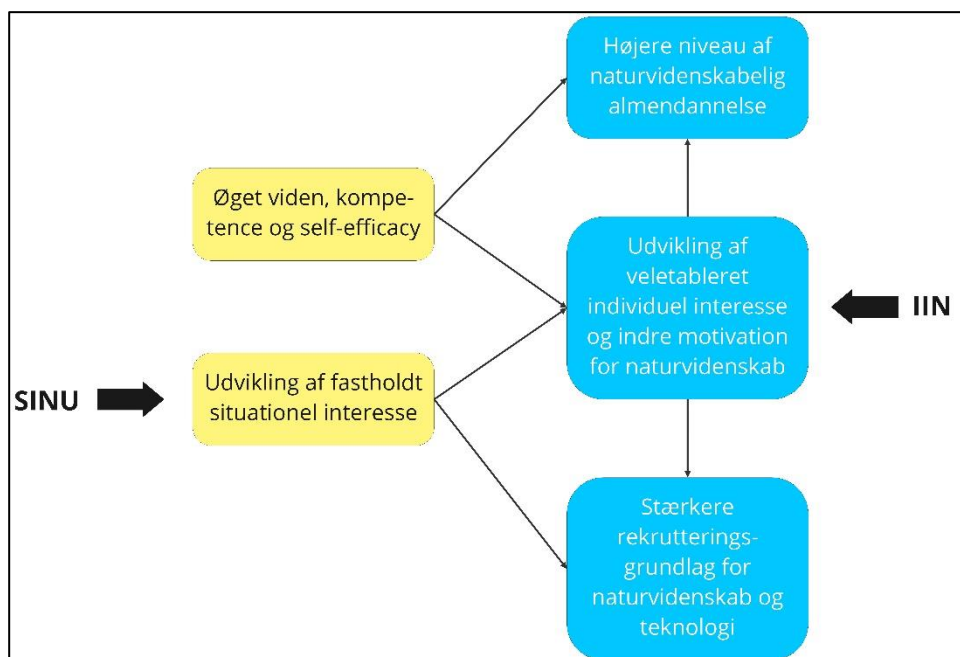 Højere niveau af
naturvidenskabelig
almendannelse
Øget viden, kompe-
tence og self-efficacy
Udvikling af
veletableret
individuel interesse
og indre motivation
for naturvidenskab
IIN
SINU
Udvikling af fastholdt
situationel interesse
Stærkere
rekrutterings-
grundlag for
naturvidenskab og
teknologi